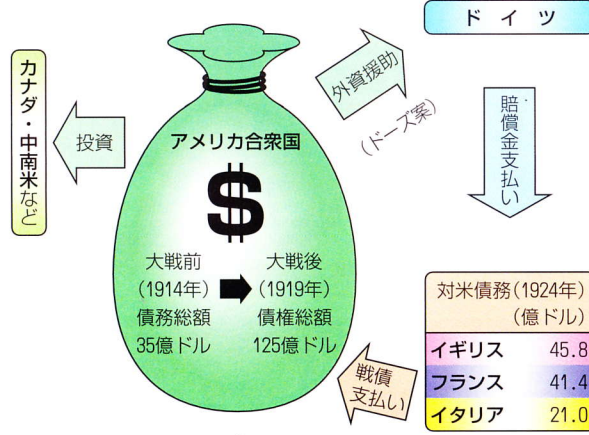 ドイツ
カナダ・中南米など
投資
外資援助
(ドーズ案)
賠償金支払い
アメリカ合衆国
$
大戦前
(1914年)
債務総額
35億ドル
大戦後
(1919年)
債権総額
125億ドル
対米債務(1924年)
(億ドル)
イギリス 45.8
フランス 41.4
イタリア 21.0
戦債
支払い